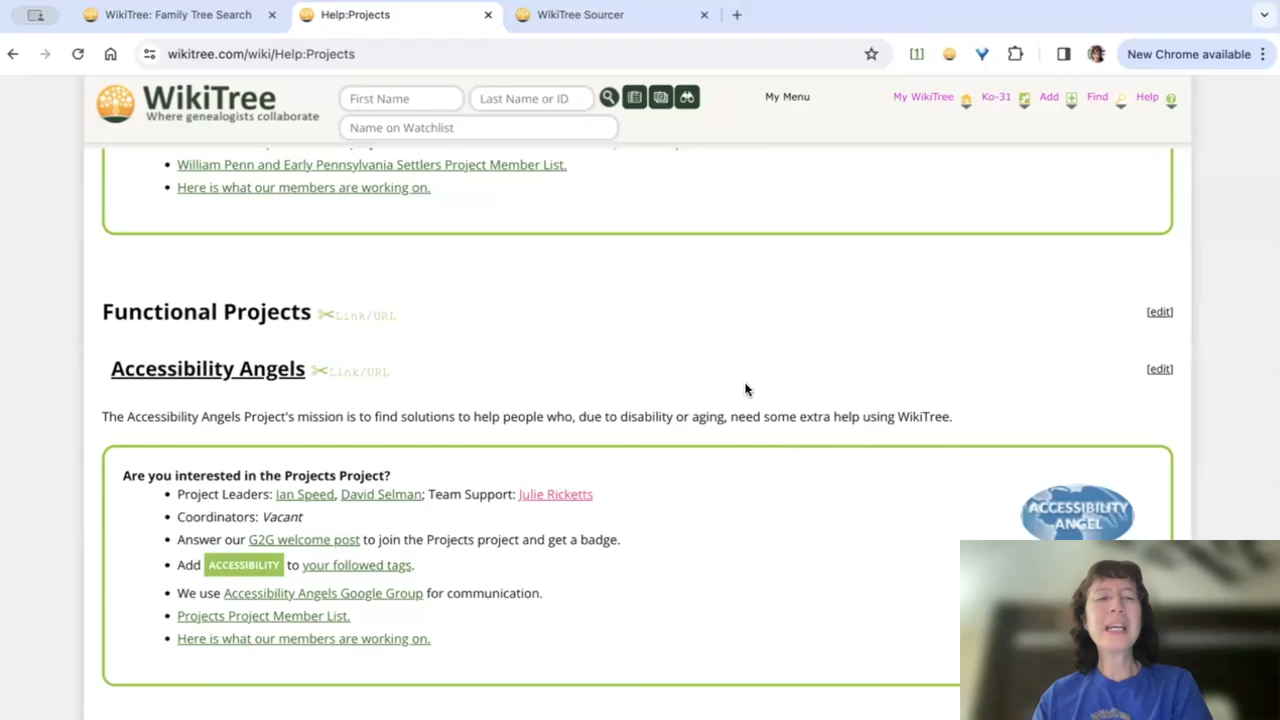 WikiTree: Family Tree Search
Help:Projects
WikiTree Sourcer
wikitree.com/wiki/Help:Projects
[1]
New Chrome available
WikiTree
Where genealogists collaborate
First Name
Last Name or ID
Name on Watchlist
My Menu
My WikiTree
Ko-31
Add
Find
Help
William Penn and Early Pennsylvania Settlers Project Member List.
Here is what our members are working on.
Functional Projects Link/URL [edit]
Accessibility Angels Link/URL [edit]
The Accessibility Angels Project's mission is to find solutions to help people who, due to disability or aging, need some extra help using WikiTree.
Are you interested in the Projects Project?
Project Leaders: Ian Speed, David Selman; Team Support: Julie Ricketts
Coordinators: Vacant
Answer our G2G welcome post to join the Projects project and get a badge.
Add ACCESSIBILITY to your followed tags.
We use Accessibility Angels Google Group for communication.
Projects Project Member List.
Here is what our members are working on.
ACCESSIBILITY
ANGEL